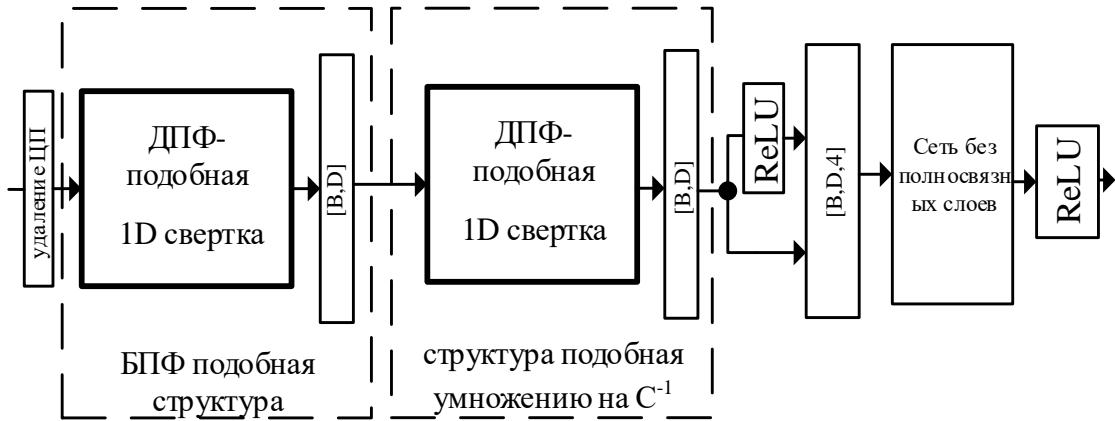 удаление ЦП
ДПФ-
подобная
1D свертка
[B,D]
БПФ подобная
структура
ДПФ-
подобная
1D свертка
[B,D]
структура подобная
умножению на C⁻¹
ReLU
[B,D,4]
Сеть без
полносвязн
ых слоев
ReLU